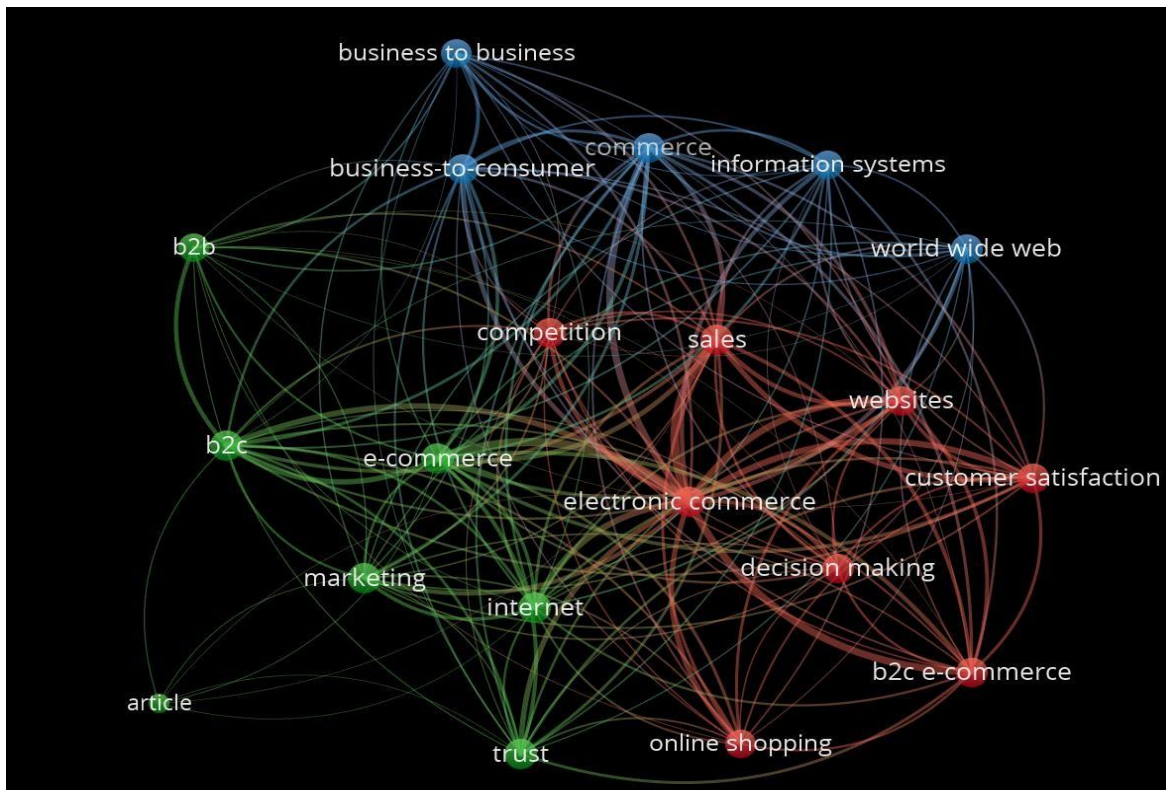 business to business
commerce
information systems
business-to-consumer
b2b
world wide web
competition
sales
websites
b2c
e-commerce
customer satisfaction
electronic commerce
decision making
marketing
internet
b2c e-commerce
article
online shopping
trust